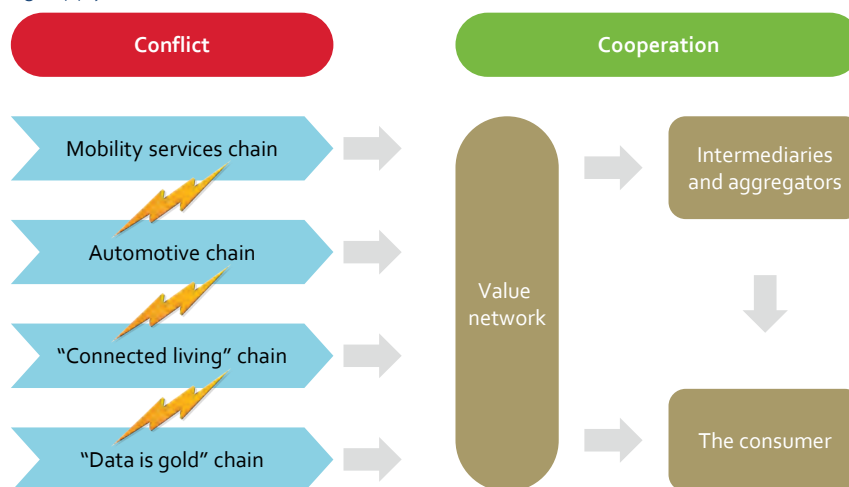 Conflict
Cooperation
Mobility services chain
Automotive chain
“Connected living” chain
“Data is gold” chain
Value
network
Intermediaries
and aggregators
The consumer